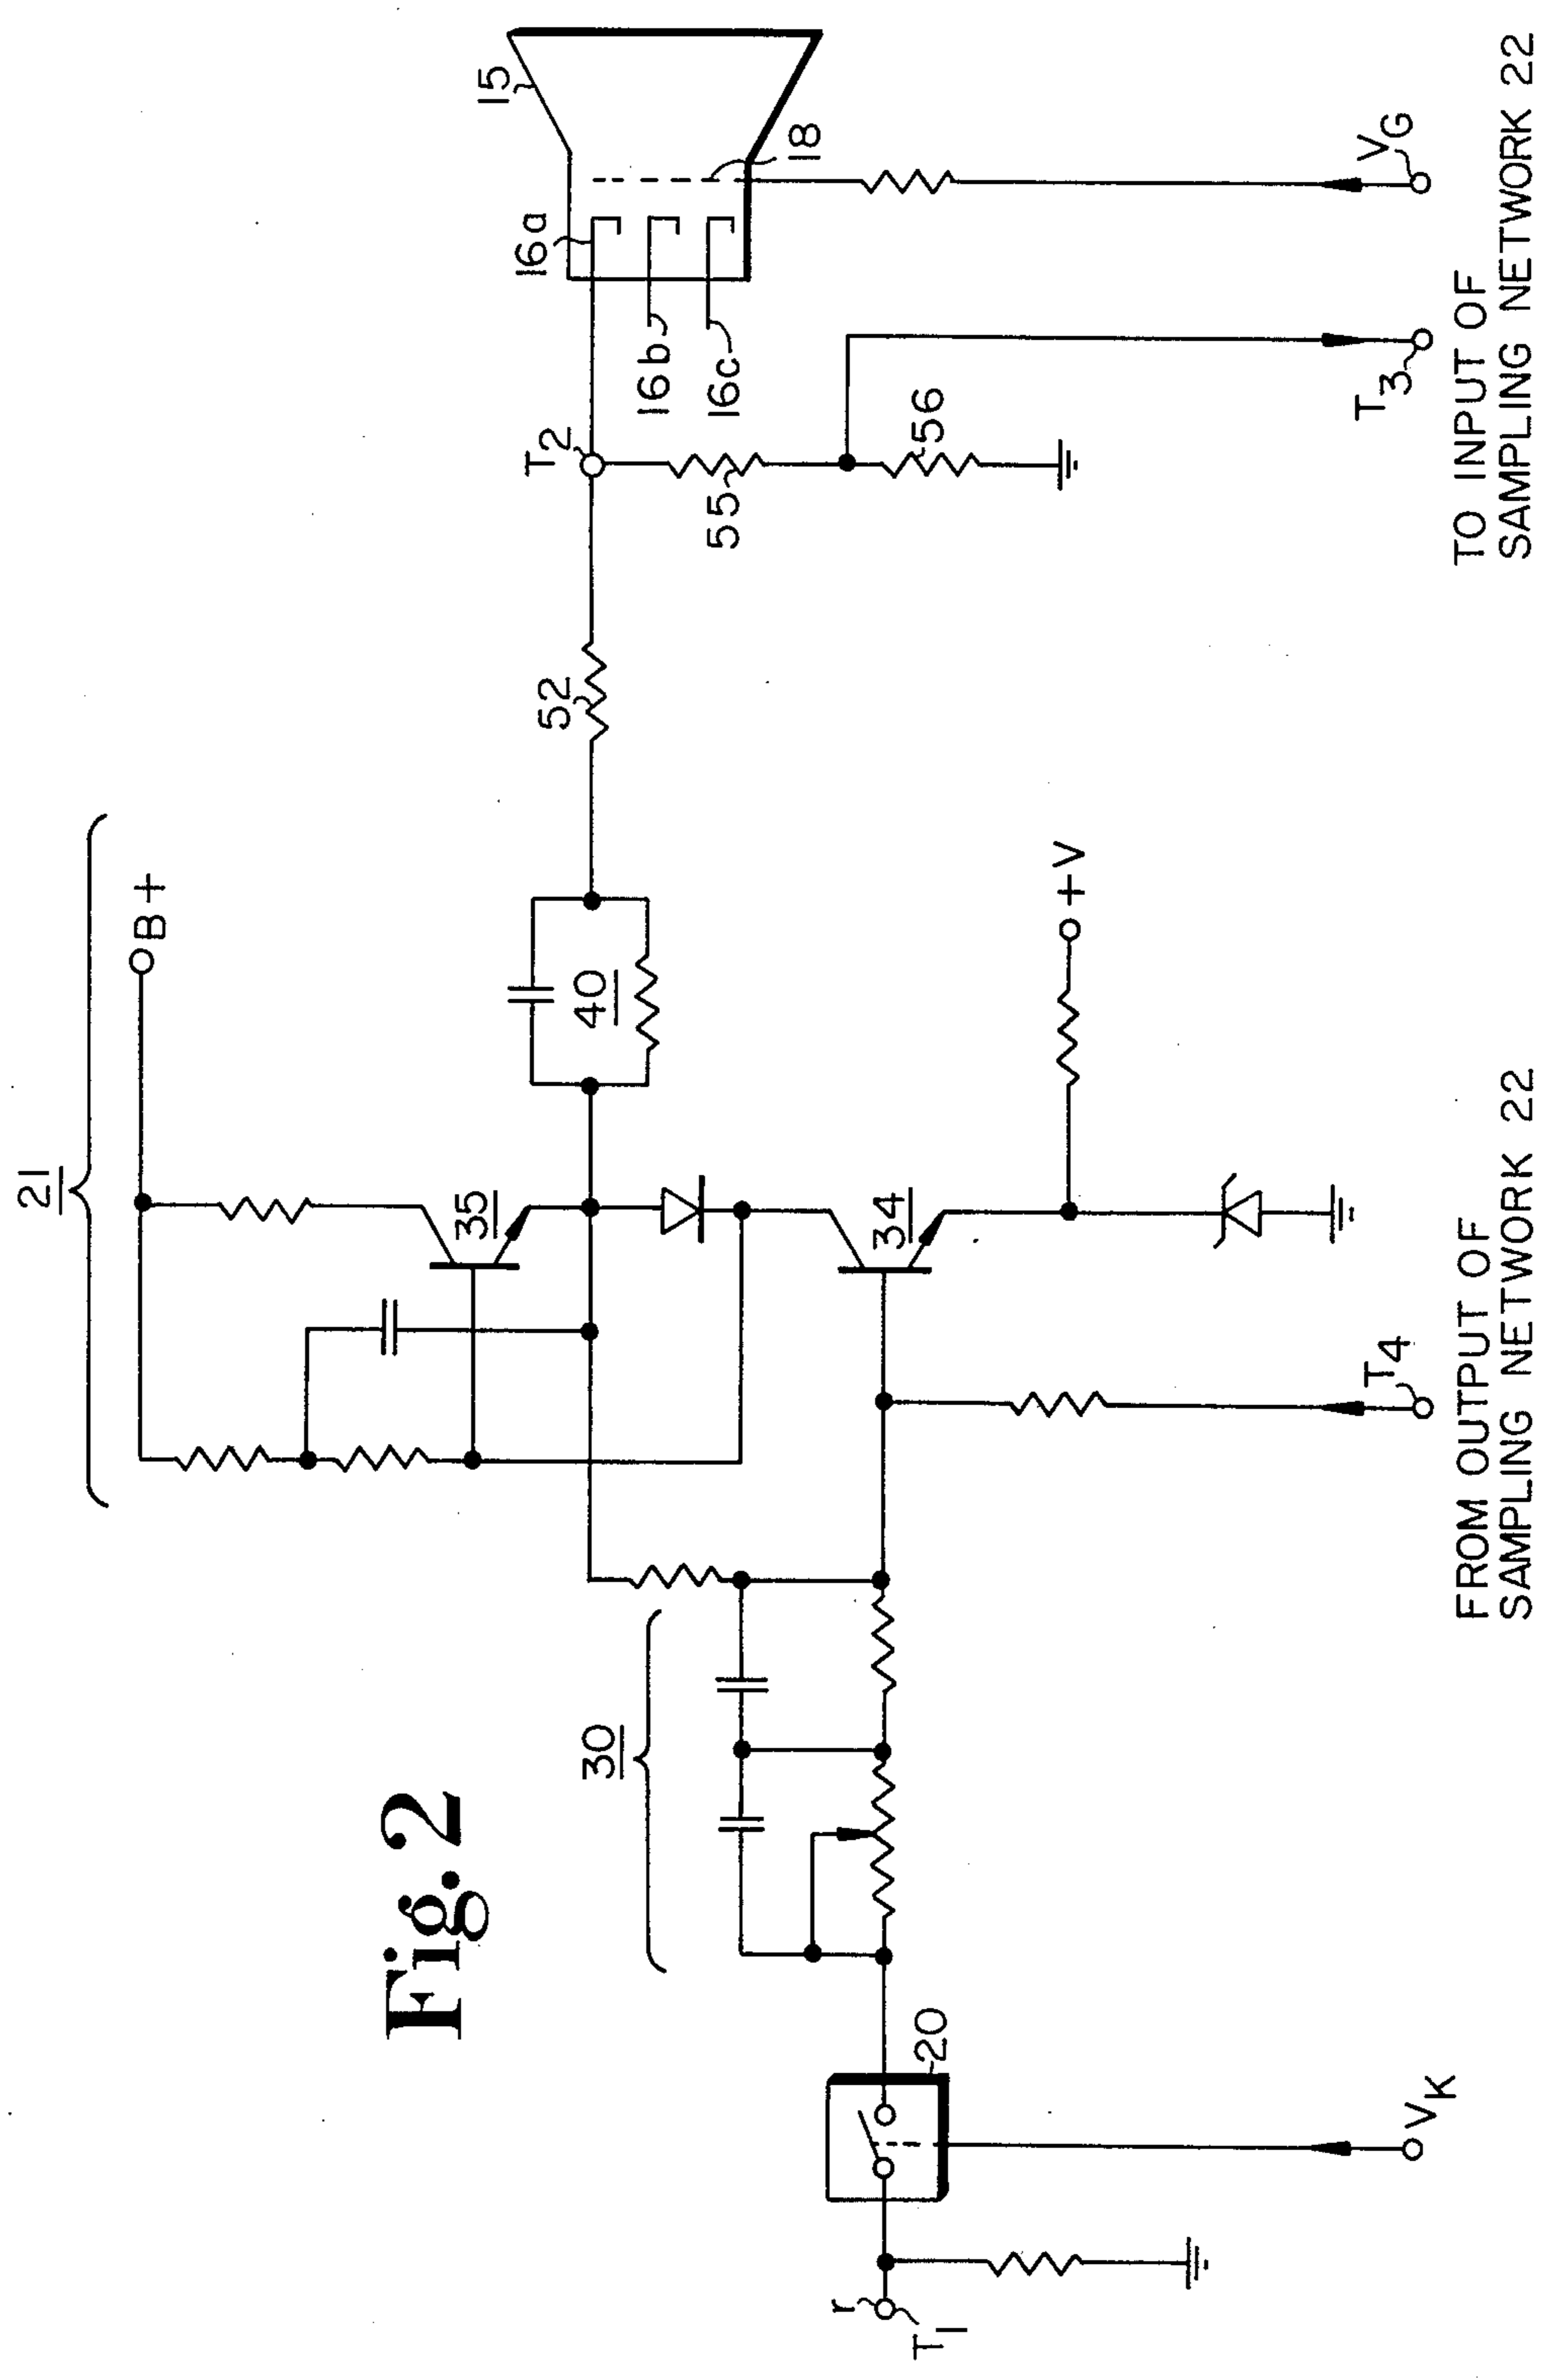 Fig. 2
21
B+
35
40
52
T2
16a
16b
16c
15
18
55
56
34
+V
30
20
r
T1
VK
T4
FROM OUTPUT OF
SAMPLING NETWORK 22
T3
TO INPUT OF
SAMPLING NETWORK 22
VG